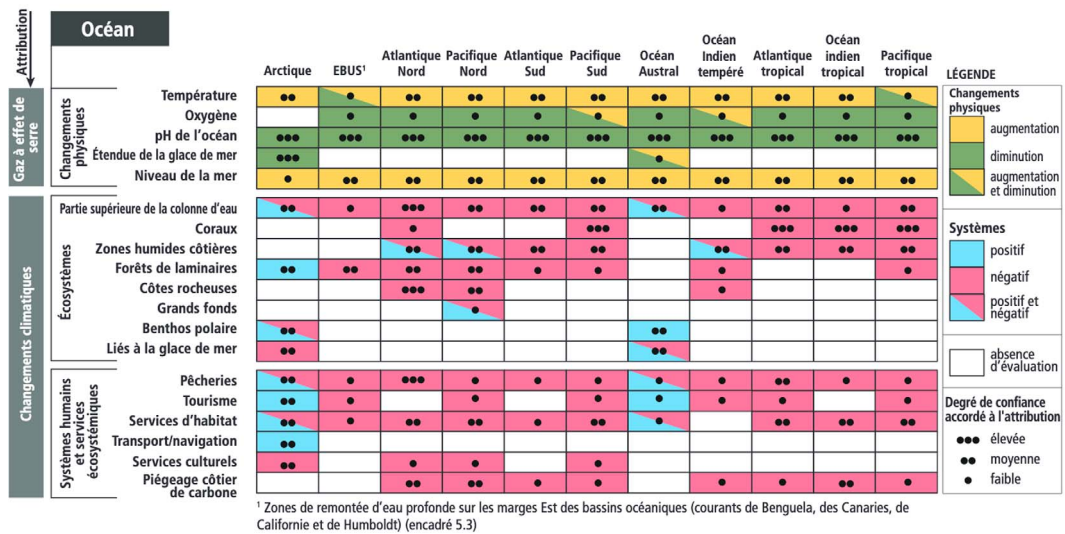 Attribution
Océan
Arctique
EBUS¹
Atlantique
Nord
Pacifique
Nord
Atlantique
Sud
Pacifique
Sud
Océan
Austral
Océan
Indien
tempéré
Atlantique
tropical
Océan
indien
tropical
Pacifique
tropical
Gaz à effet de
serre
Changements
physiques
Température
Oxygène
pH de l'océan
Étendue de la glace de mer
Niveau de la mer
Changements climatiques
Écosystèmes
Partie supérieure de la colonne d'eau
Coraux
Zones humides côtières
Forêts de laminaires
Côtes rocheuses
Grands fonds
Benthos polaire
Liés à la glace de mer
Systèmes humains
et services
écosystémiques
Pêcheries
Tourisme
Services d'habitat
Transport/navigation
Services culturels
Piégeage côtier
de carbone
LÉGENDE
Changements
physiques
augmentation
diminution
augmentation
et diminution
Systèmes
positif
négatif
positif et
négatif
absence
d'évaluation
Degré de confiance
accordé à l'attribution
élevée
moyenne
faible
¹ Zones de remontée d'eau profonde sur les marges Est des bassins océaniques (courants de Benguela, des Canaries, de
Californie et de Humboldt) (encadré 5.3)